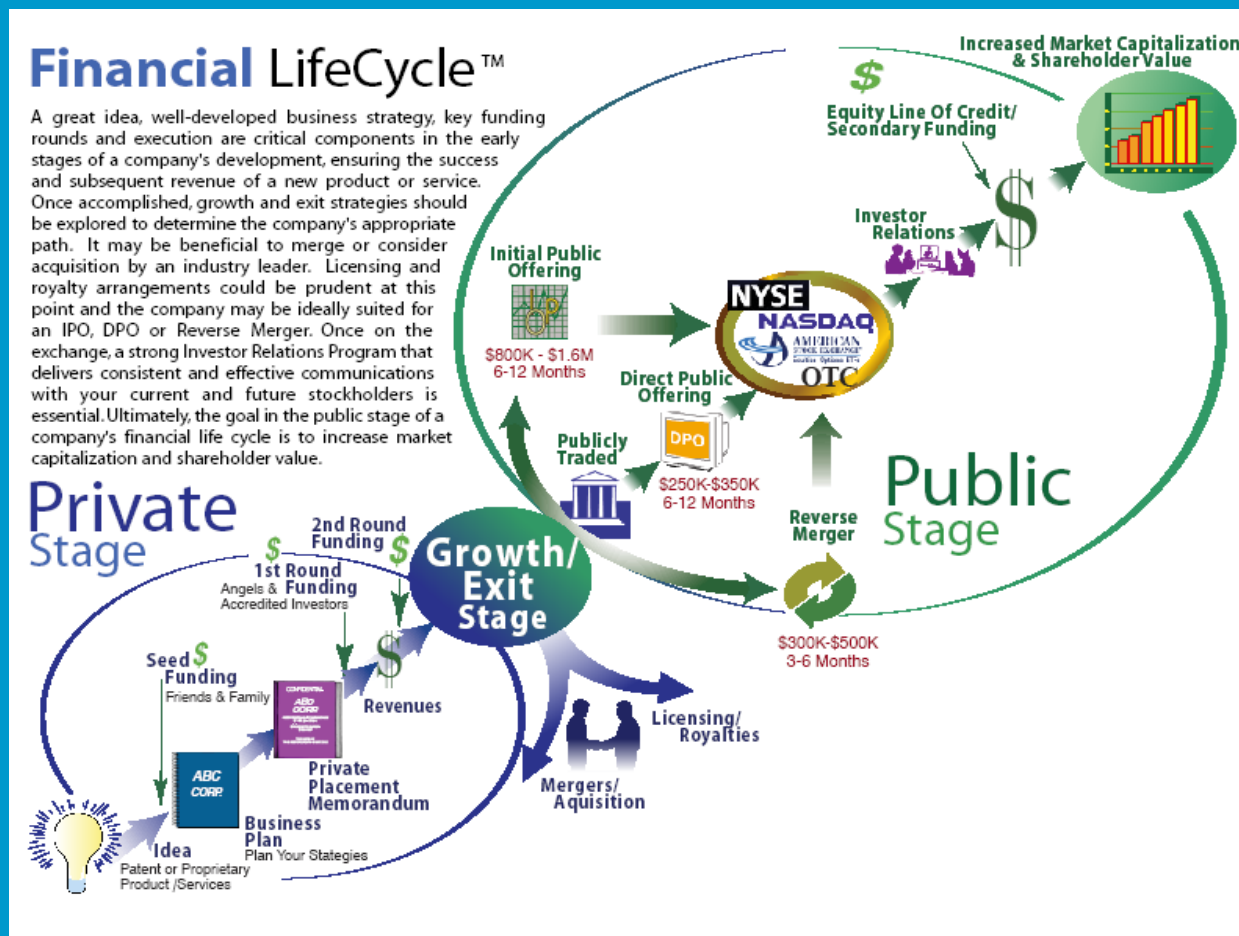 Financial LifeCycle™
A great idea, well-developed business strategy, key funding
rounds and execution are critical components in the early
stages of a company's development, ensuring the success
and subsequent revenue of a new product or service.
Once accomplished, growth and exit strategies should
be explored to determine the company's appropriate
path. It may be beneficial to merge or consider
acquisition by an industry leader. Licensing and
royalty arrangements could be prudent at this
point and the company may be ideally suited for
an IPO, DPO or Reverse Merger. Once on the
exchange, a strong Investor Relations Program that
delivers consistent and effective communications
with your current and future stockholders is
essential. Ultimately, the goal in the public stage of a
company's financial life cycle is to increase market
capitalization and shareholder value.
Increased Market Capitalization
& Shareholder Value
$
Equity Line Of Credit/
Secondary Funding
$
Investor
Relations
Initial Public
Offering
IPO
$800K - $1.6M
6-12 Months
NYSE
NASDAQ
AMERICAN
STOCK EXCHANGE
OTC
Direct Public
Offering
DPO
$250K-$350K
6-12 Months
Publicly
Traded
Public
Stage
Reverse
Merger
$300K-$500K
3-6 Months
Private
Stage
2nd Round
Funding $
$
1st Round
Funding
Angels &
Accredited Investors
Growth/
Exit
Stage
Seed $
Funding
Friends & Family
$
Revenues
CONFIDENTIAL
ABD
CORP.
Private
Placement
Memorandum
ABC
CORP.
Business
Plan
Plan Your Stategies
Idea
Patent or Proprietary
Product /Services
Licensing/
Royalties
Mergers/
Aquisition